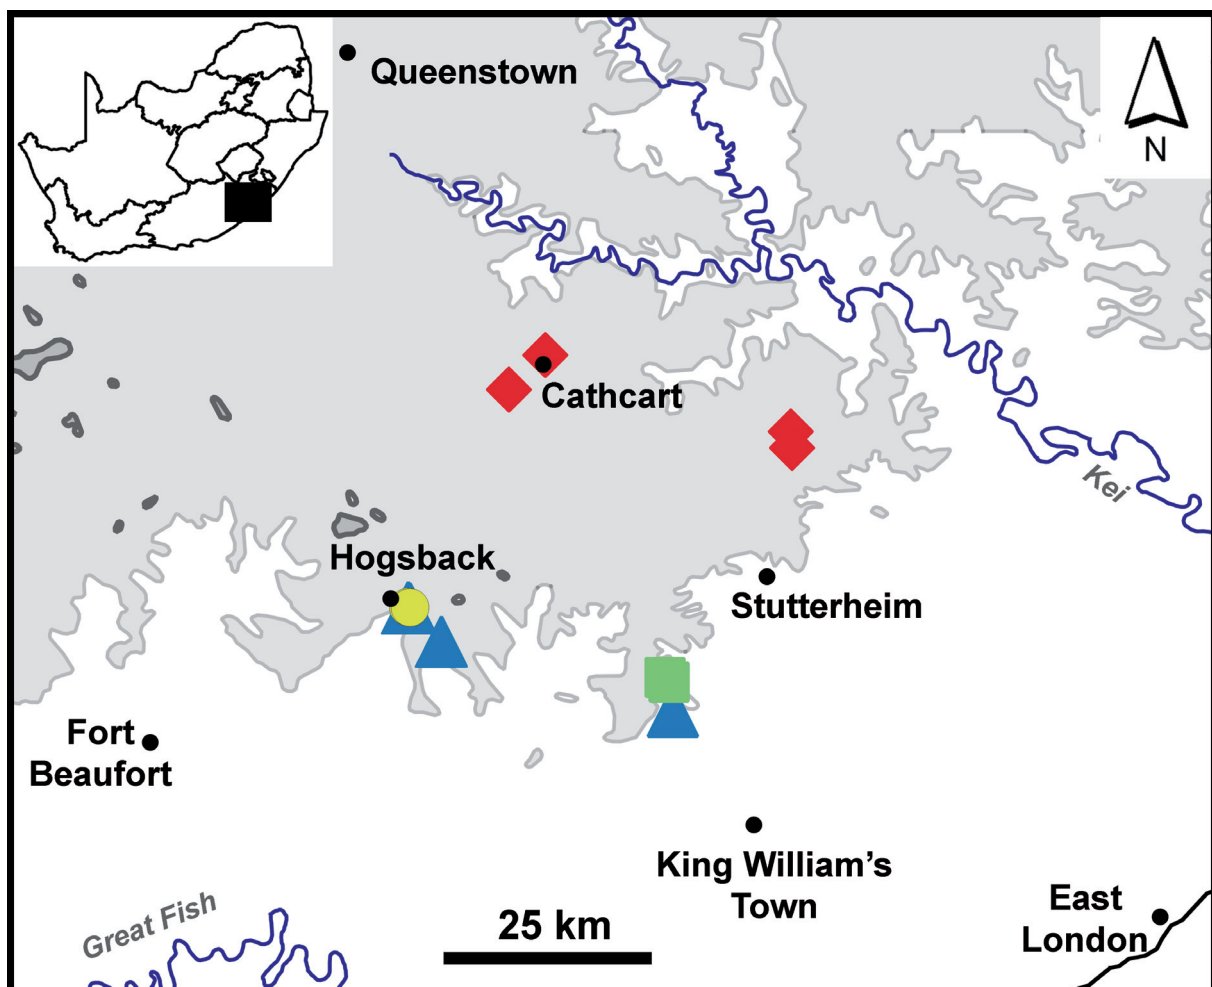 Queenstown
N
Cathcart
Kei
Hogsback
Stutterheim
Fort
Beaufort
King William’s
Town
East
London
Great Fish
25 km